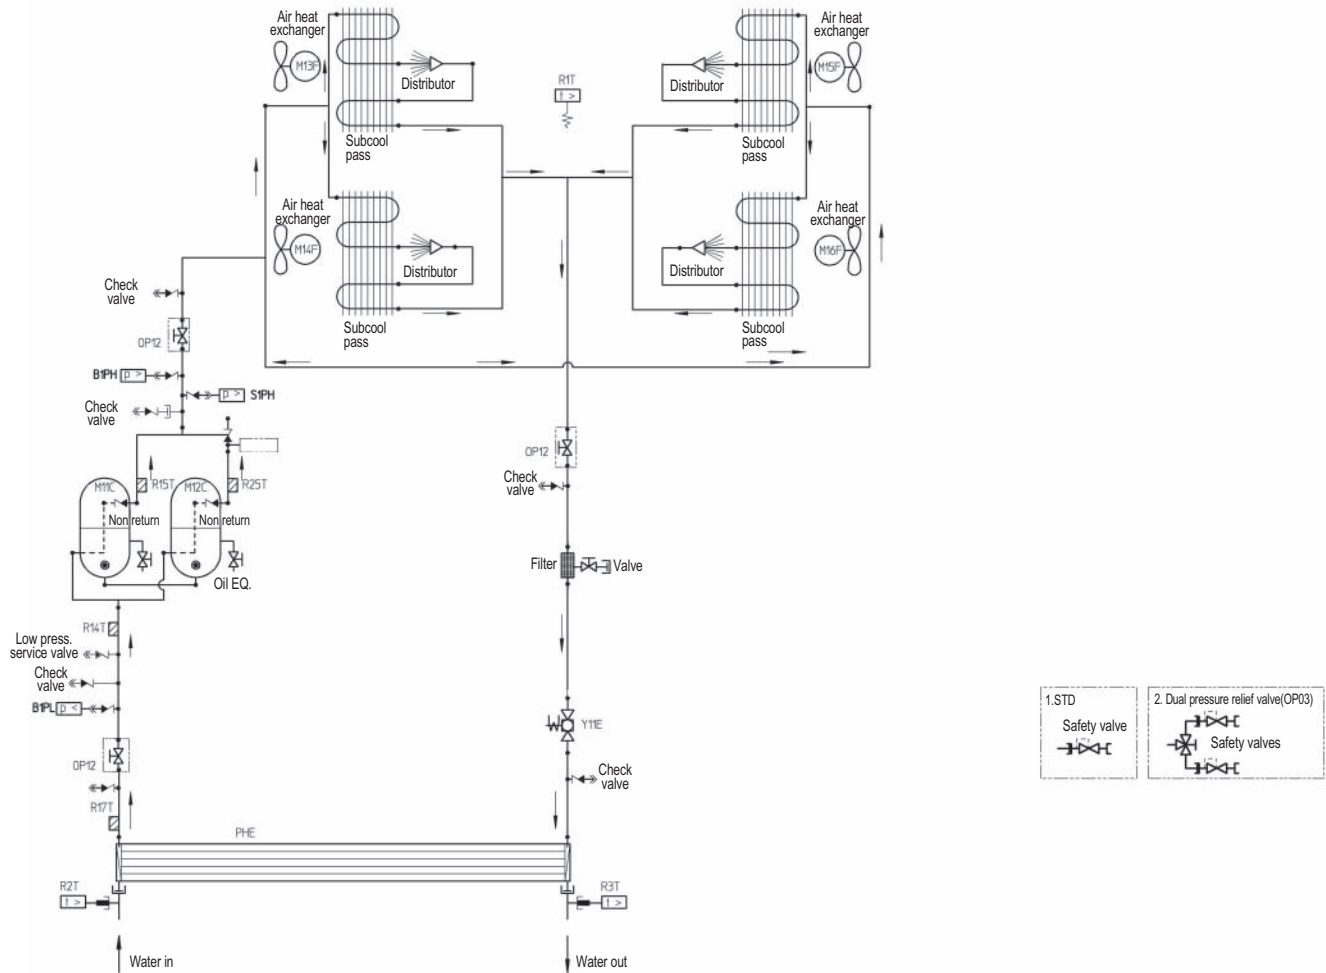 Air heat
exchanger
M13F
Distributor
Subcool
pass
R1T
t >
Air heat
exchanger
M15F
Distributor
Subcool
pass
Air heat
exchanger
M14F
Distributor
Subcool
pass
Air heat
exchanger
M16F
Distributor
Subcool
pass
Check
valve
OP12
B1PH
p >
p >
S1PH
Check
valve
M11C
R15T
M12C
R25T
Non return
Non return
Oil EQ.
R14T
Low press.
service valve
Check
valve
B1PL
p <
OP12
R17T
OP12
Check
valve
Filter
Valve
Y11E
Check
valve
PHE
R2T
t >
R3T
t >
Water in
Water out
1.STD
Safety valve
2. Dual pressure relief valve(OP03)
Safety valves